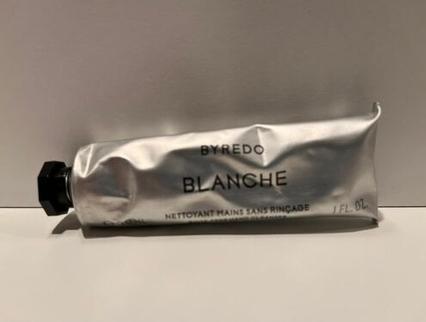 BYREDO
BLANCHE
NETTOYANT MAINS SANS RINÇAGE
1 FL. OZ.